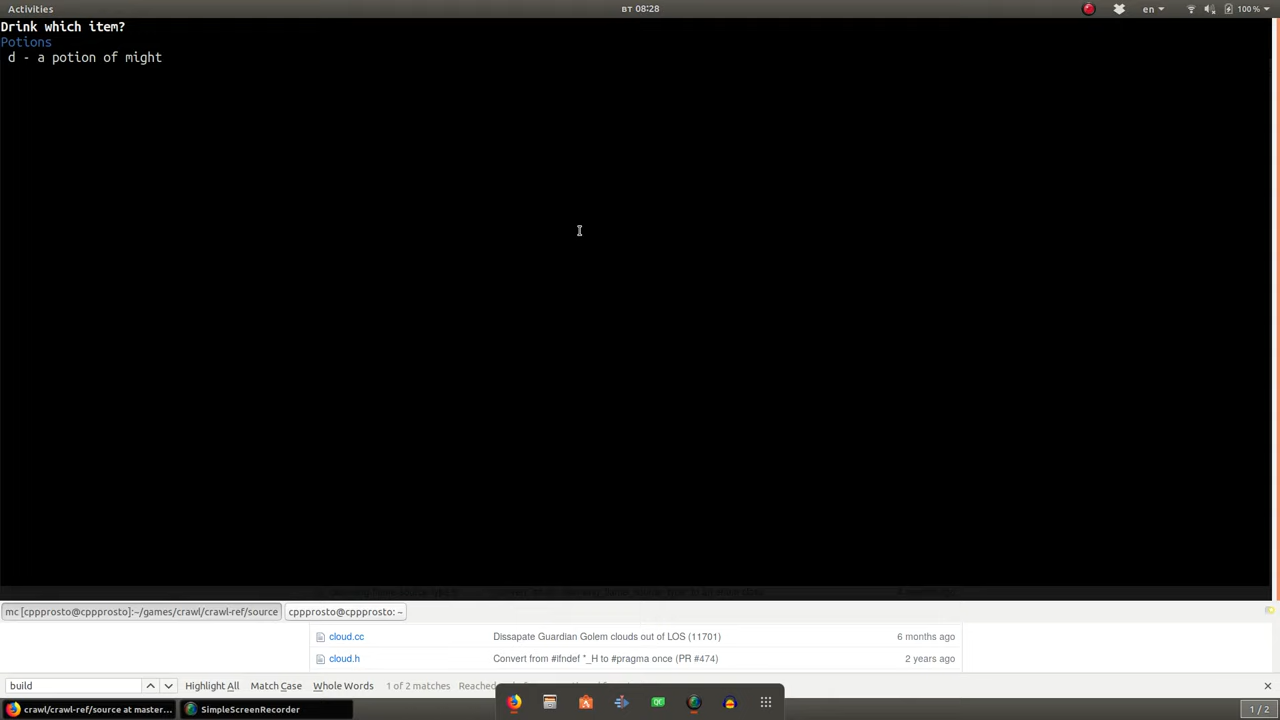 Activities
вт 08:28
en
100 %
Drink which item?
Potions
d - a potion of might
mc [cppprosto@cppprosto]:~/games/crawl/crawl-ref/source
cppprosto@cppprosto: ~
cloud.cc Dissapate Guardian Golem clouds out of LOS (11701) 6 months ago
cloud.h Convert from #ifndef *_H to #pragma once (PR #474) 2 years ago
build
Highlight All Match Case Whole Words 1 of 2 matches Reached
crawl/crawl-ref/source at master...
SimpleScreenRecorder
1 / 2